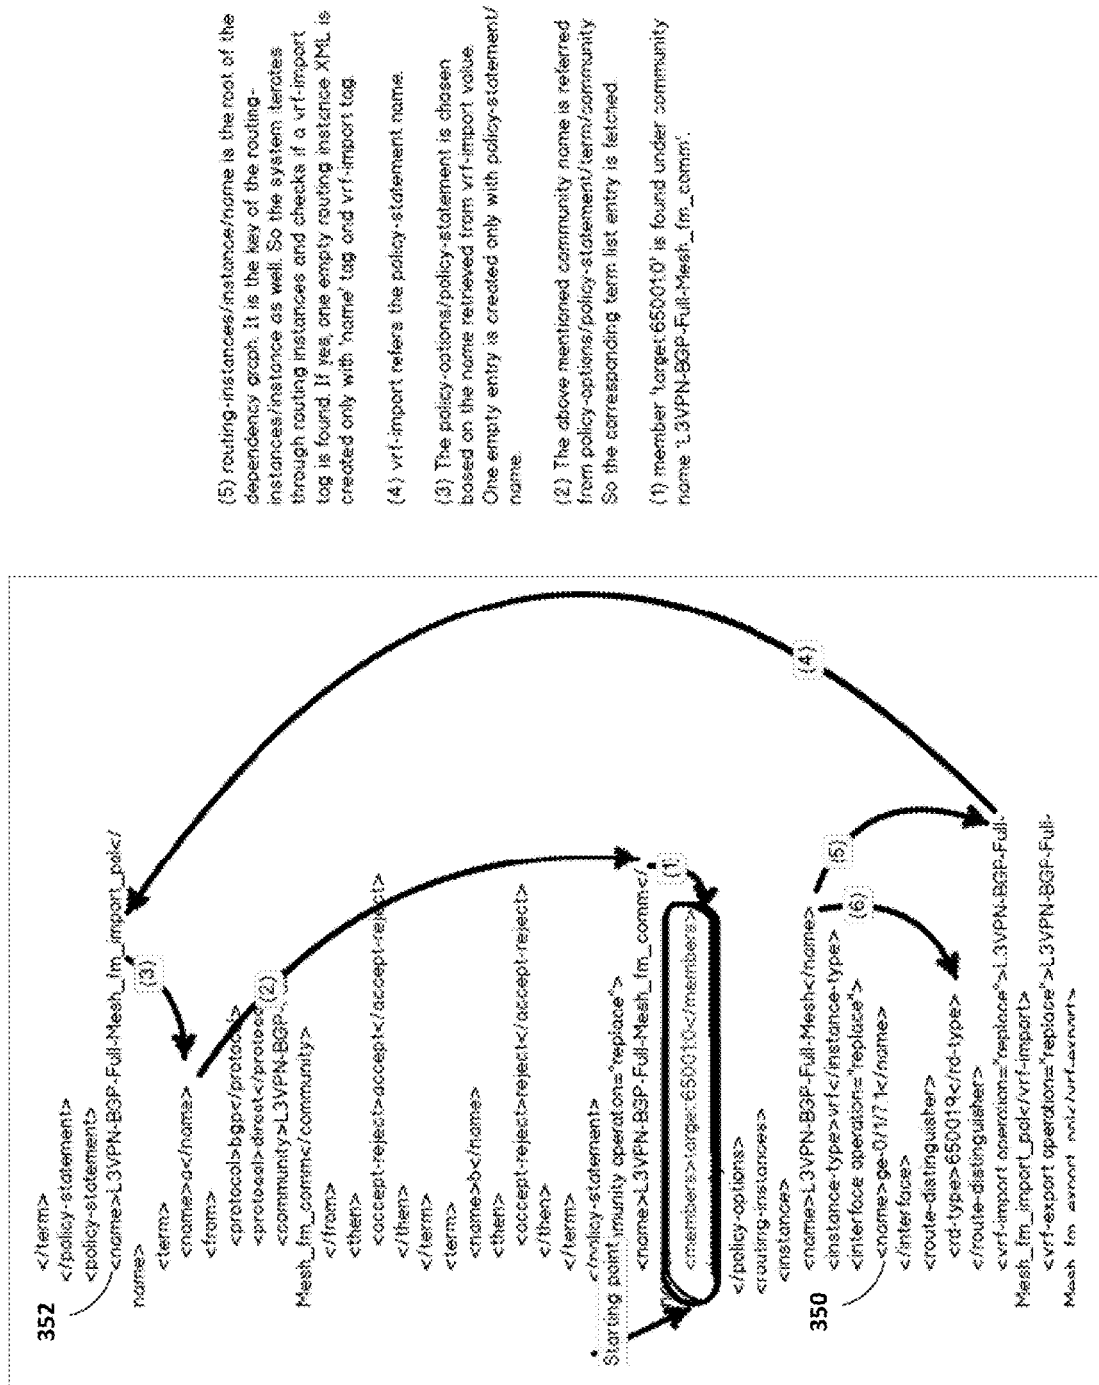 352
</term>
</policy-statement>
<policy-statement>
<name>L3VPN-BGP-Full-Mesh_fm_import_pol</
name>
(3)
<term>
<name>a</name>
<from>
<protocol>bgp</protocol>
<protocol>direct</protocol>
(2)
<community>L3VPN-BGP-
Mesh_fm_comm</community>
</from>
<then>
<accept-reject>accept</accept-reject>
</then>
</term>
<term>
<name>b</name>
<then>
<accept-reject>reject</accept-reject>
</then>
</term>
</policy-statement>
Starting point munity operation="replace">
<name>L3VPN-BGP-Full-Mesh_fm_comm</
(1)
<members>target:65001:0</members>
</policy-options>
<routing-instances>
<instance>
350
<name>L3VPN-BGP-Full-Mesh</name>
<instance-type>vrf</instance-type>
<interface operation="replace">
<name>ge-0/1/7.1</name>
</interface>
<route-distinguisher>
<rd-type>65001:9</rd-type>
</route-distinguisher>
<vrf-import operation="replace">L3VPN-BGP-Full-
Mesh_fm_import_pol</vrf-import>
<vrf-export operation="replace">L3VPN-BGP-Full-
Mesh_fm_export_pol</vrf-export>
(4)
(5)
(6)
(5) routing-instances/instance/name is the root of the
dependency graph. It is the key of the routing-
instances/instance as well. So the system iterates
through routing instances and checks if a vrf-import
tag is found. If yes, one empty routing instance XML is
created only with 'name' tag and vrf-import tag.
(4) vrf-import refers the policy-statement name.
(3) The policy-options/policy-statement is chosen
based on the name retrieved from vrf-import value.
One empty entry is created only with policy-statement/
name.
(2) The above mentioned community name is referred
from policy-options/policy-statement/term/community
So the corresponding term list entry is fetched.
(1) member 'target:65001:0' is found under community
name 'L3VPN-BGP-Full-Mesh_fm_comm'.